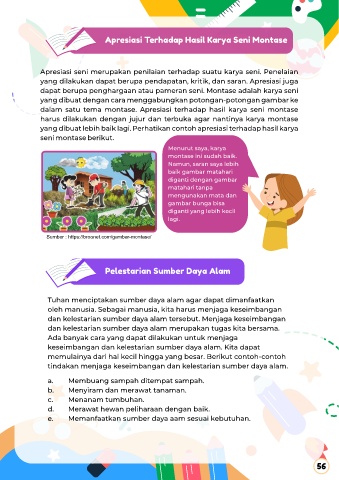 Apresiasi Terhadap Hasil Karya Seni Montase
Apresiasi seni merupakan penilaian terhadap suatu karya seni. Penelaian
yang dilakukan dapat berupa pendapatan, kritik, dan saran. Apresiasi juga
dapat berupa penghargaan atau pameran seni. Montase adalah karya seni
yang dibuat dengan cara menggabungkan potongan-potongan gambar ke
dalam satu tema montase. Apresiasi terhadap hasil karya seni montase
harus dilakukan dengan jujur dan terbuka agar nantinya karya montase
yang dibuat lebih baik lagi. Perhatikan contoh apresiasi terhadap hasil karya
seni montase berikut.
Menurut saya, karya
montase ini sudah baik.
Namun, saran saya lebih
baik gambar matahari
diganti dengan gambar
matahari tanpa
mengunakan mata dan
gambar bunga bisa
diganti yang lebih kecil
lagi.
Sumber : https://broonet.com/gambar-montase/
Pelestarian Sumber Daya Alam
Tuhan menciptakan sumber daya alam agar dapat dimanfaatkan
oleh manusia. Sebagai manusia, kita harus menjaga keseimbangan
dan kelestarian sumber daya alam tersebut. Menjaga keseimbangan
dan kelestarian sumber daya alam merupakan tugas kita bersama.
Ada banyak cara yang dapat dilakukan untuk menjaga
keseimbangan dan kelestarian sumber daya alam. Kita dapat
memulainya dari hal kecil hingga yang besar. Berikut contoh-contoh
tindakan menjaga keseimbangan dan kelestarian sumber daya alam.
a. Membuang sampah ditempat sampah.
b. Menyiram dan merawat tanaman.
c. Menanam tumbuhan.
d. Merawat hewan peliharaan dengan baik.
e. Memanfaatkan sumber daya aam sesuai kebutuhan.
56